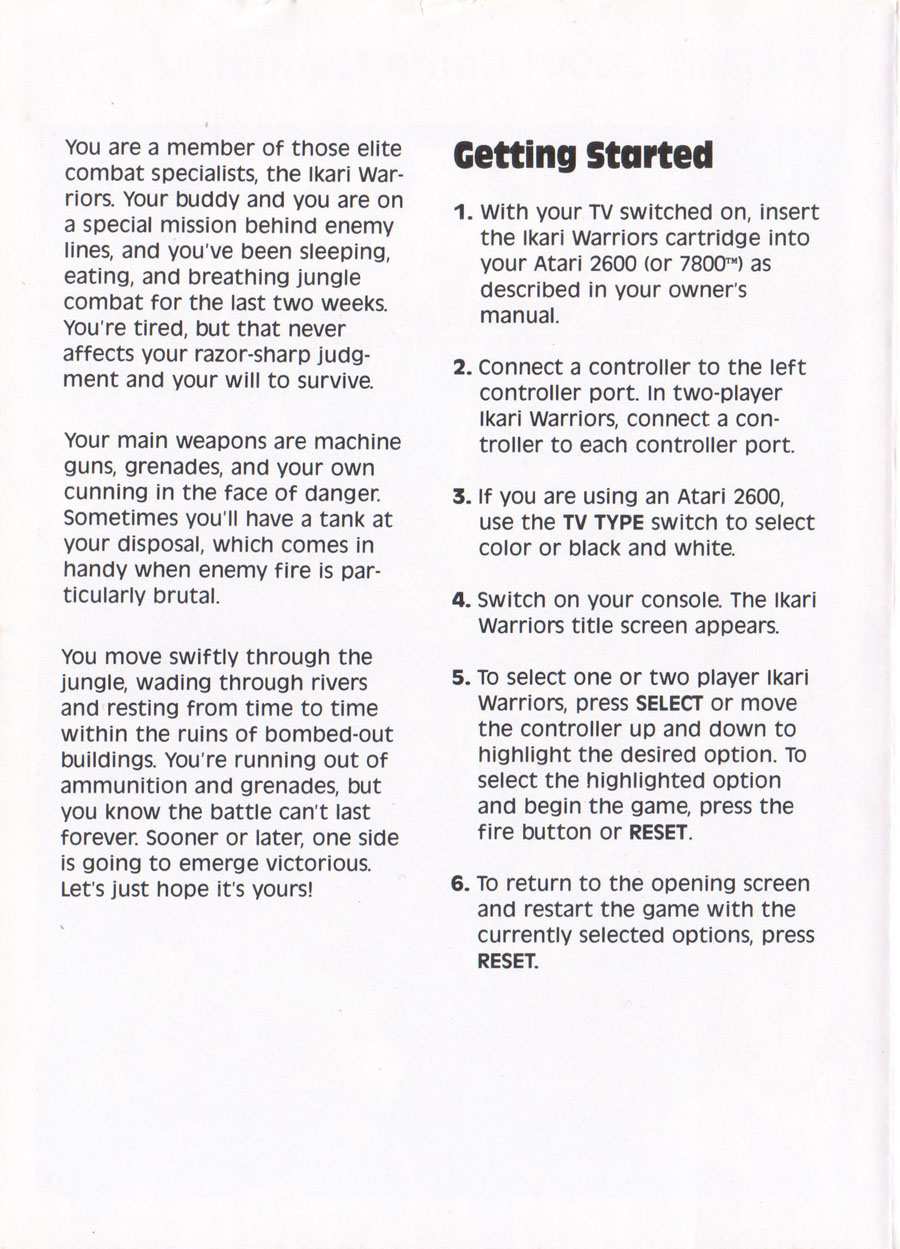 You are a member of those elite
combat specialists, the Ikari War-
riors. Your buddy and you are on
a special mission behind enemy
lines, and you've been sleeping,
eating, and breathing jungle
combat for the last two weeks.
You're tired, but that never
affects your razor-sharp judg-
ment and your will to survive.
Your main weapons are machine
guns, grenades, and your own
cunning in the face of danger.
Sometimes you'll have a tank at
your disposal, which comes in
handy when enemy fire is par-
ticularly brutal.
You move swiftly through the
jungle, wading through rivers
and resting from time to time
within the ruins of bombed-out
buildings. You're running out of
ammunition and grenades, but
you know the battle can't last
forever. Sooner or later, one side
is going to emerge victorious.
Let's just hope it's yours!
Getting Started
1. With your TV switched on, insert
the Ikari Warriors cartridge into
your Atari 2600 (or 7800™) as
described in your owner's
manual.
2. Connect a controller to the left
controller port. In two-player
Ikari Warriors, connect a con-
troller to each controller port.
3. If you are using an Atari 2600,
use the TV TYPE switch to select
color or black and white.
4. Switch on your console. The Ikari
Warriors title screen appears.
5. To select one or two player Ikari
Warriors, press SELECT or move
the controller up and down to
highlight the desired option. To
select the highlighted option
and begin the game, press the
fire button or RESET.
6. To return to the opening screen
and restart the game with the
currently selected options, press
RESET.